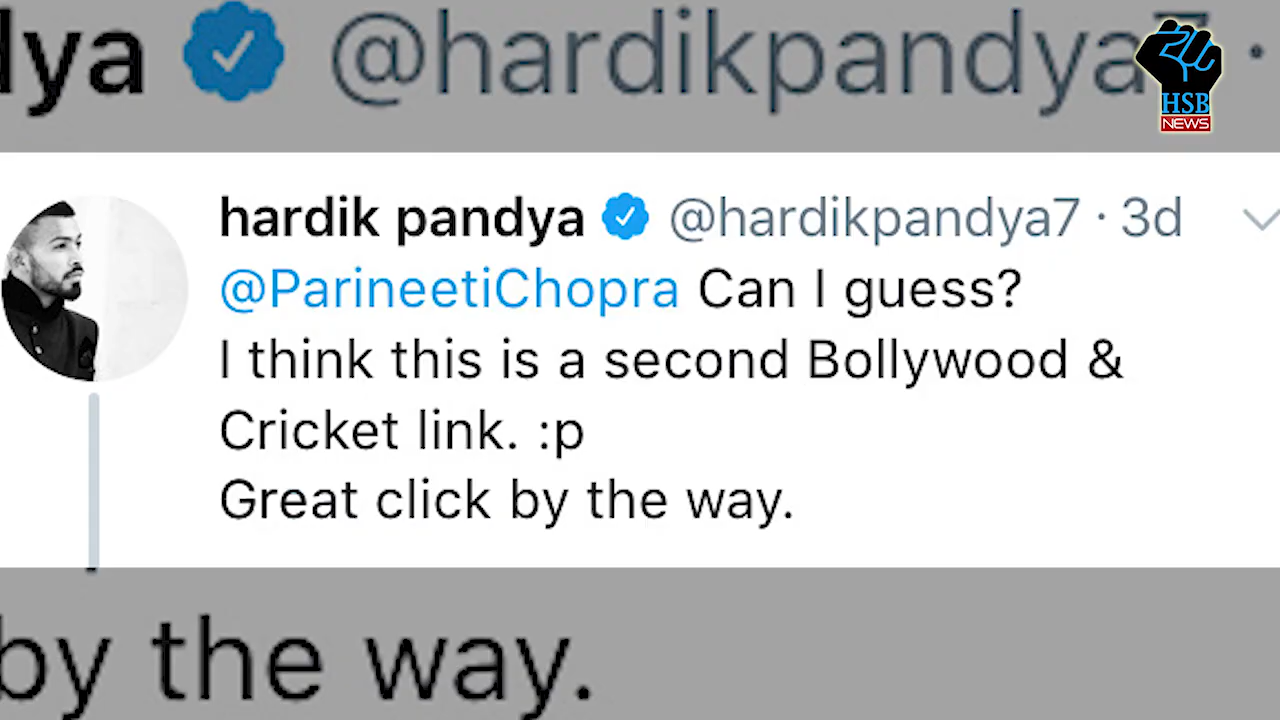 dya @hardikpandya7 ·
HSB
NEWS
hardik pandya @hardikpandya7 · 3d
@ParineetiChopra Can I guess?
I think this is a second Bollywood &
Cricket link. :p
Great click by the way.
by the way.